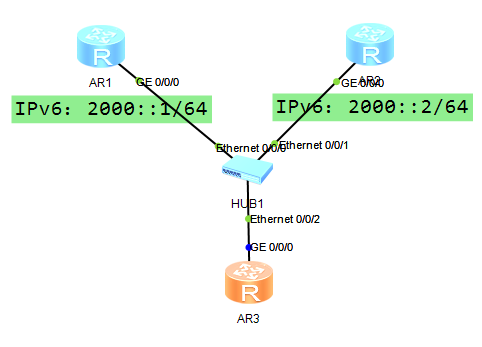 R
R
AR1
AR2
GE 0/0/0
GE 0/0/0
IPv6: 2000::1/64
IPv6: 2000::2/64
Ethernet 0/0/0
Ethernet 0/0/1
HUB1
Ethernet 0/0/2
GE 0/0/0
R
AR3